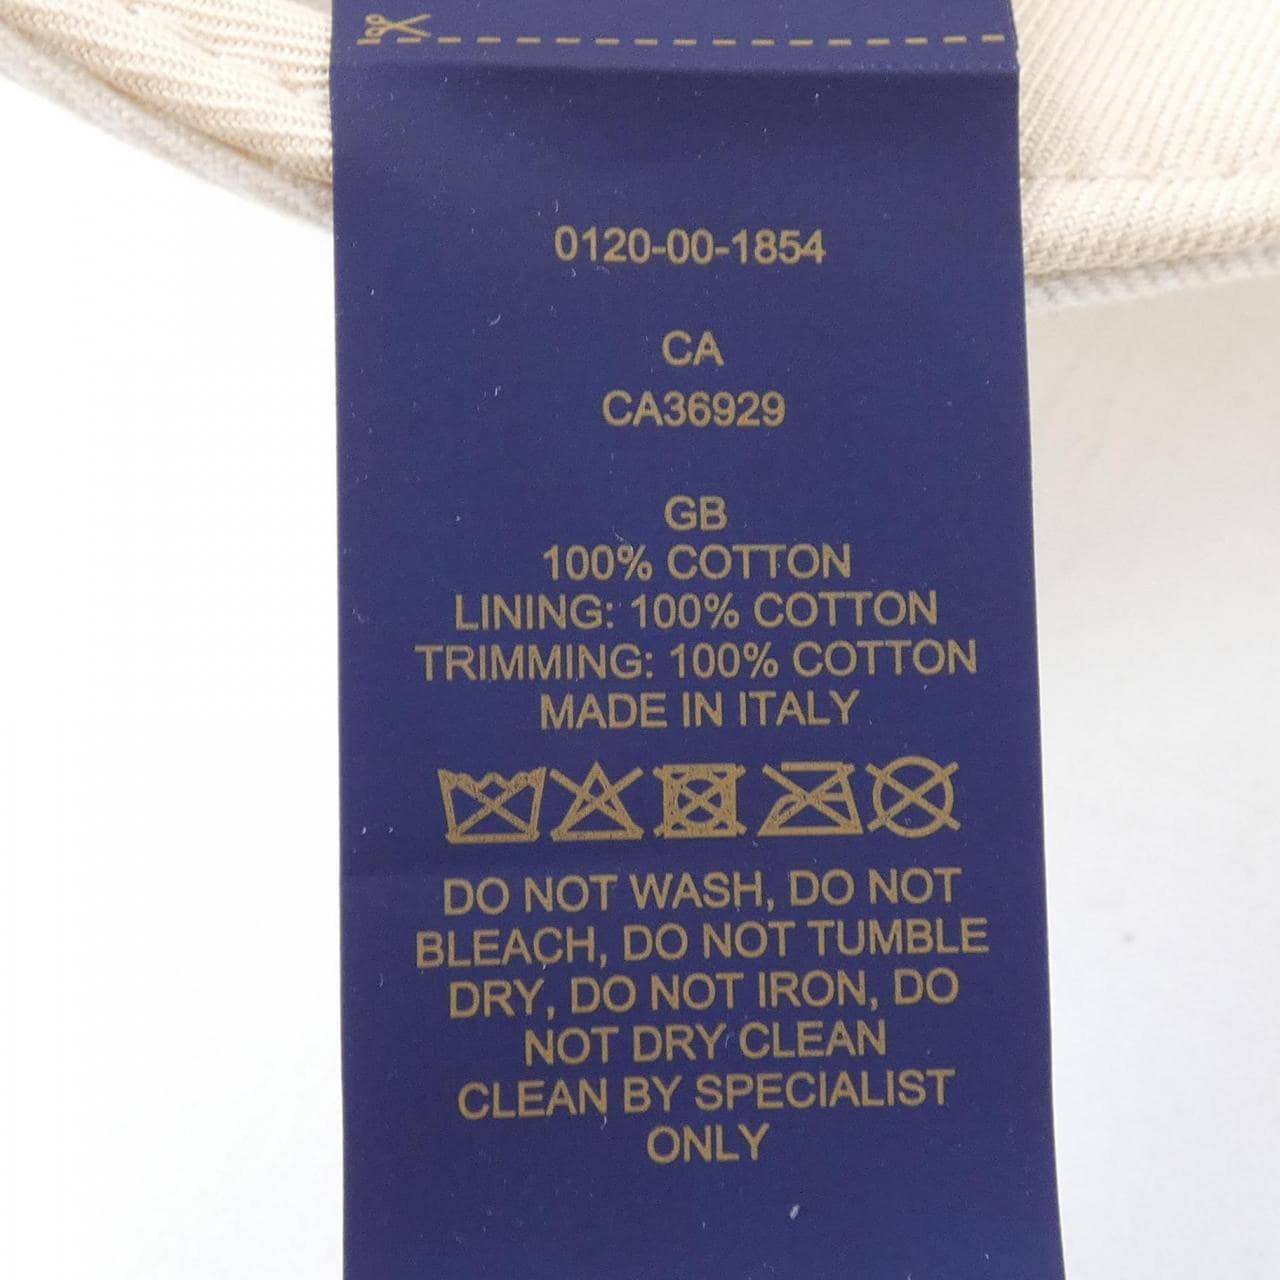 0120-00-1854
CA
CA36929
GB
100% COTTON
LINING: 100% COTTON
TRIMMING: 100% COTTON
MADE IN ITALY
DO NOT WASH, DO NOT
BLEACH, DO NOT TUMBLE
DRY, DO NOT IRON, DO
NOT DRY CLEAN
CLEAN BY SPECIALIST
ONLY